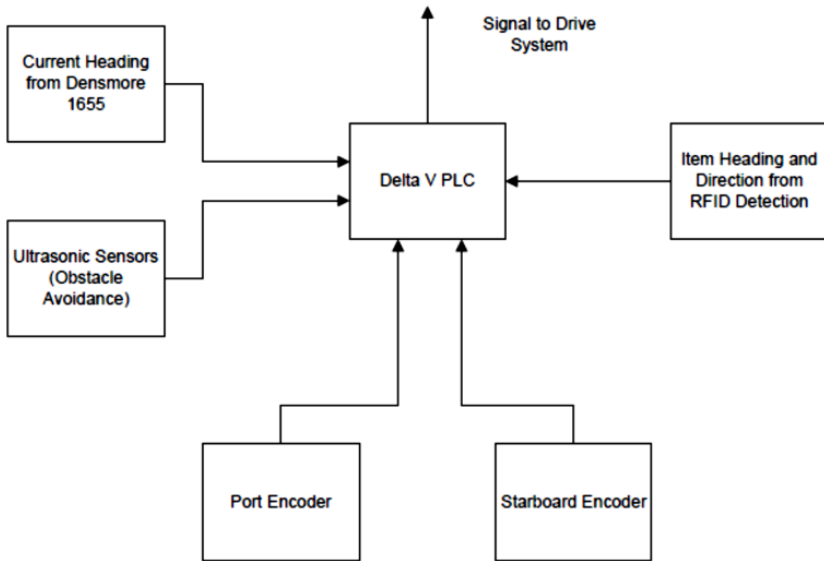 Signal to Drive
System
Current Heading
from Densmore
1655
Delta V PLC
Item Heading and
Direction from
RFID Detection
Ultrasonic Sensors
(Obstacle
Avoidance)
Port Encoder
Starboard Encoder